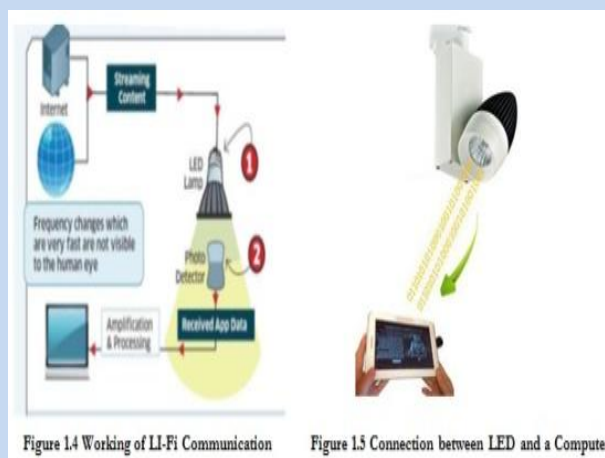 Streaming
Content
Internet
1
LED
Lamp
Frequency changes which
are very fast are not visible
to the human eye
Photo
Detector
2
Amplification
& Processing
Received App Data
Figure 1.4 Working of LI-Fi Communication
Figure 1.5 Connection between LED and a Compute